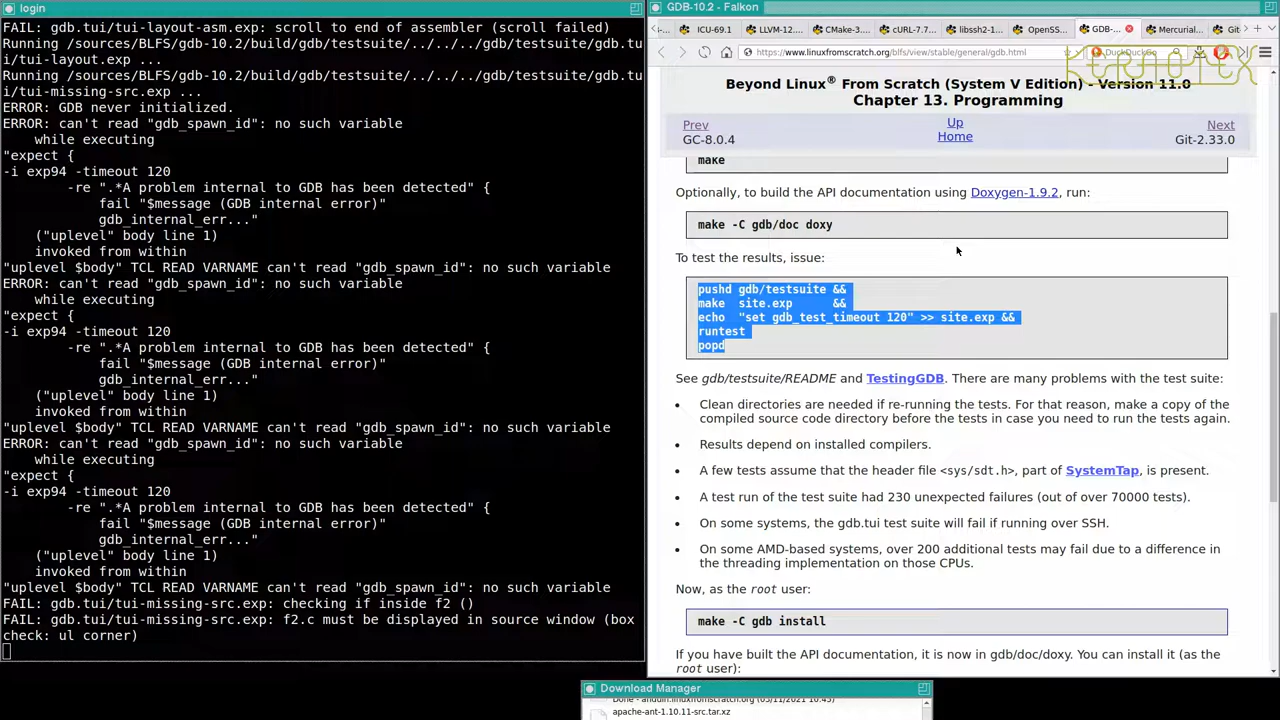 login
FAIL: gdb.tui/tui-layout-asm.exp: scroll to end of assembler (scroll failed)
Running /sources/BLFS/gdb-10.2/gdb/testsuite/../../../gdb/testsuite/gdb.tu
i/tui-layout.exp ...
Running /sources/BLFS/gdb-10.2/gdb/testsuite/../../../gdb/testsuite/gdb.tu
i/tui-missing-src.exp ...
ERROR: GDB never initialized.
ERROR: can't read "gdb_spawn_id": no such variable
    while executing
"expect {
-i exp94 -timeout 120
        -re ".*A problem internal to GDB has been detected" {
            fail "$message (GDB internal error)"
            gdb_internal_err..."
    ("uplevel" body line 1)
    invoked from within
"uplevel $body" TCL READ VARNAME can't read "gdb_spawn_id": no such variable
ERROR: can't read "gdb_spawn_id": no such variable
    while executing
"expect {
-i exp94 -timeout 120
        -re ".*A problem internal to GDB has been detected" {
            fail "$message (GDB internal error)"
            gdb_internal_err..."
    ("uplevel" body line 1)
    invoked from within
"uplevel $body" TCL READ VARNAME can't read "gdb_spawn_id": no such variable
ERROR: can't read "gdb_spawn_id": no such variable
    while executing
"expect {
-i exp94 -timeout 120
        -re ".*A problem internal to GDB has been detected" {
            fail "$message (GDB internal error)"
            gdb_internal_err..."
    ("uplevel" body line 1)
    invoked from within
"uplevel $body" TCL READ VARNAME can't read "gdb_spawn_id": no such variable
FAIL: gdb.tui/tui-missing-src.exp: checking if inside f2 ()
FAIL: gdb.tui/tui-missing-src.exp: f2.c must be displayed in source window (box
check: ul corner)
GDB-10.2 - Falkon
ICU-69.1 LLVM-12.... CMake-3.... cURL-7.7... libssh2-1... OpenSS... GDB-... Mercurial... Git-
https://www.linuxfromscratch.org/blfs/view/stable/general/gdb.html DuckDuckGo
KERNOTEX
Beyond Linux® From Scratch (System V Edition) - Version 11.0
Chapter 13. Programming
Prev Up Next
GC-8.0.4 Home Git-2.33.0
make
Optionally, to build the API documentation using Doxygen-1.9.2, run:
make -C gdb/doc doxy
To test the results, issue:
pushd gdb/testsuite &&
make  site.exp      &&
echo  "set gdb_test_timeout 120" >> site.exp &&
runtest
popd
See gdb/testsuite/README and TestingGDB. There are many problems with the test suite:
• Clean directories are needed if re-running the tests. For that reason, make a copy of the
compiled source code directory before the tests in case you need to run the tests again.
• Results depend on installed compilers.
• A few tests assume that the header file <sys/sdt.h>, part of SystemTap, is present.
• A test run of the test suite had 230 unexpected failures (out of over 70000 tests).
• On some systems, the gdb.tui test suite will fail if running over SSH.
• On some AMD-based systems, over 200 additional tests may fail due to a difference in
the threading implementation on those CPUs.
Now, as the root user:
make -C gdb install
If you have built the API documentation, it is now in gdb/doc/doxy. You can install it (as the
root user):
Download Manager
Done - anduin.linuxfromscratch.org (05/11/2021 10:45)
apache-ant-1.10.11-src.tar.xz